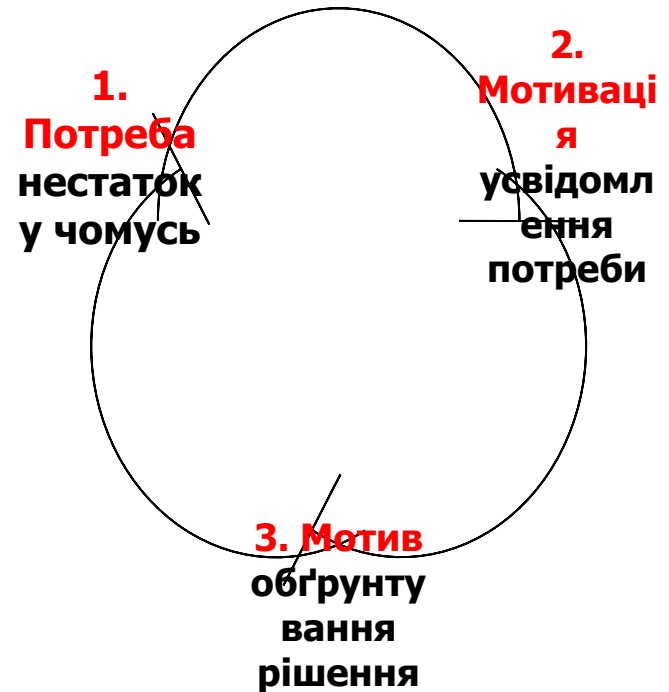 1.
Потреба
нестаток
у чомусь
2.
Мотиваці
я
усвідомл
ення
потреби
3. Мотив
обґрунту
вання
рішення